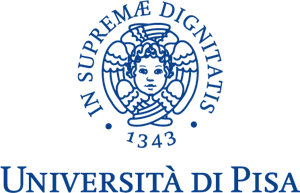 IN SUPREMÆ DIGNITATIS
· 1343 ·
UNIVERSITÀ DI PISA